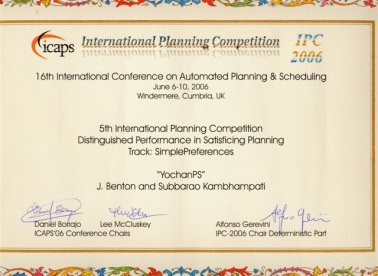 icaps International Planning Competition IPC 2006
16th International Conference on Automated Planning & Scheduling
June 6-10, 2006
Windermere, Cumbria, UK
5th International Planning Competition
Distinguished Performance in Satisficing Planning
Track: SimplePreferences
"YochanPS"
J. Benton and Subbarao Kambhampati
Daniel Borrajo Lee McCluskey
ICAPS'06 Conference Chairs
Alfonso Gerevini
IPC-2006 Chair Deterministic Part